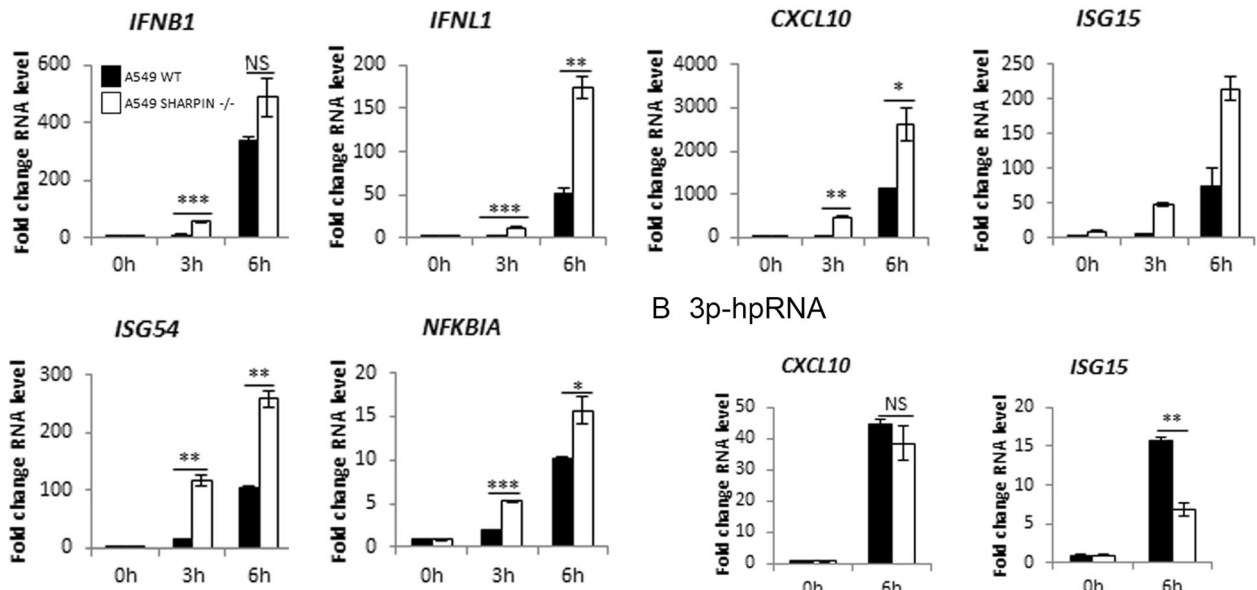 IFNB1
Fold change RNA level
600
400
200
0
A549 WT
A549 SHARPIN -/-
***
NS
0h 3h 6h
IFNL1
Fold change RNA level
200
150
100
50
0
***
**
0h 3h 6h
CXCL10
Fold change RNA level
4000
3000
2000
1000
0
**
*
0h 3h 6h
ISG15
Fold change RNA level
250
200
150
100
50
0
0h 3h 6h
ISG54
Fold change RNA level
300
200
100
0
**
**
0h 3h 6h
NFKBIA
Fold change RNA level
20
15
10
5
0
***
*
0h 3h 6h
B 3p-hpRNA
CXCL10
Fold change RNA level
50
40
30
20
10
0
NS
0h 6h
ISG15
Fold change RNA level
20
15
10
5
0
**
0h 6h